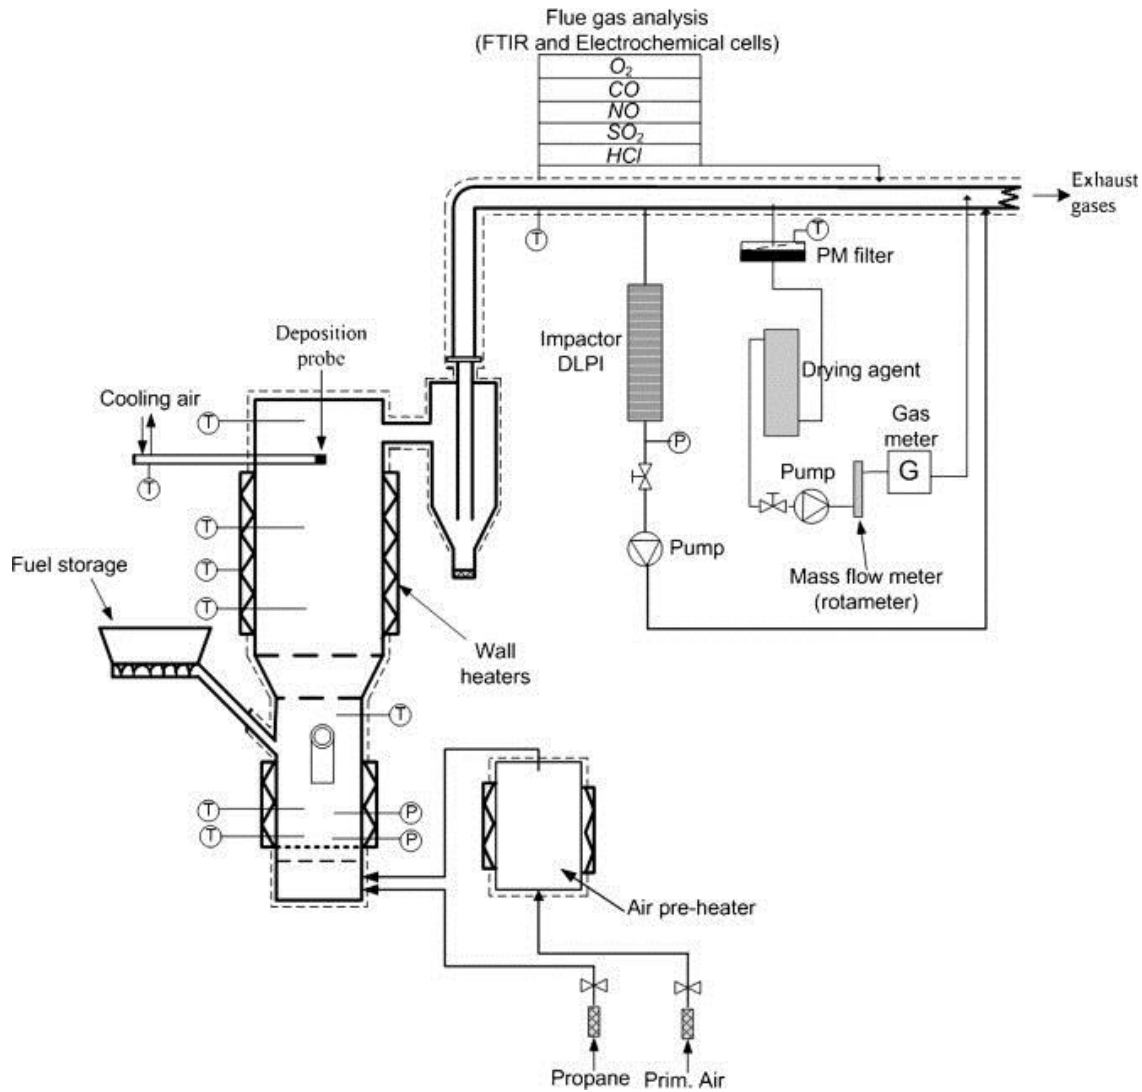 Flue gas analysis
(FTIR and Electrochemical cells)
O₂
CO
NO
SO₂
HCl
Exhaust
gases
T
T
PM filter
Deposition
probe
Impactor
DLPI
Drying agent
Cooling air
T
Gas
meter
P
G
T
Pump
T
Pump
Fuel storage
T
Mass flow meter
(rotameter)
T
Wall
heaters
T
T
P
T
P
Air pre-heater
Propane
Prim. Air